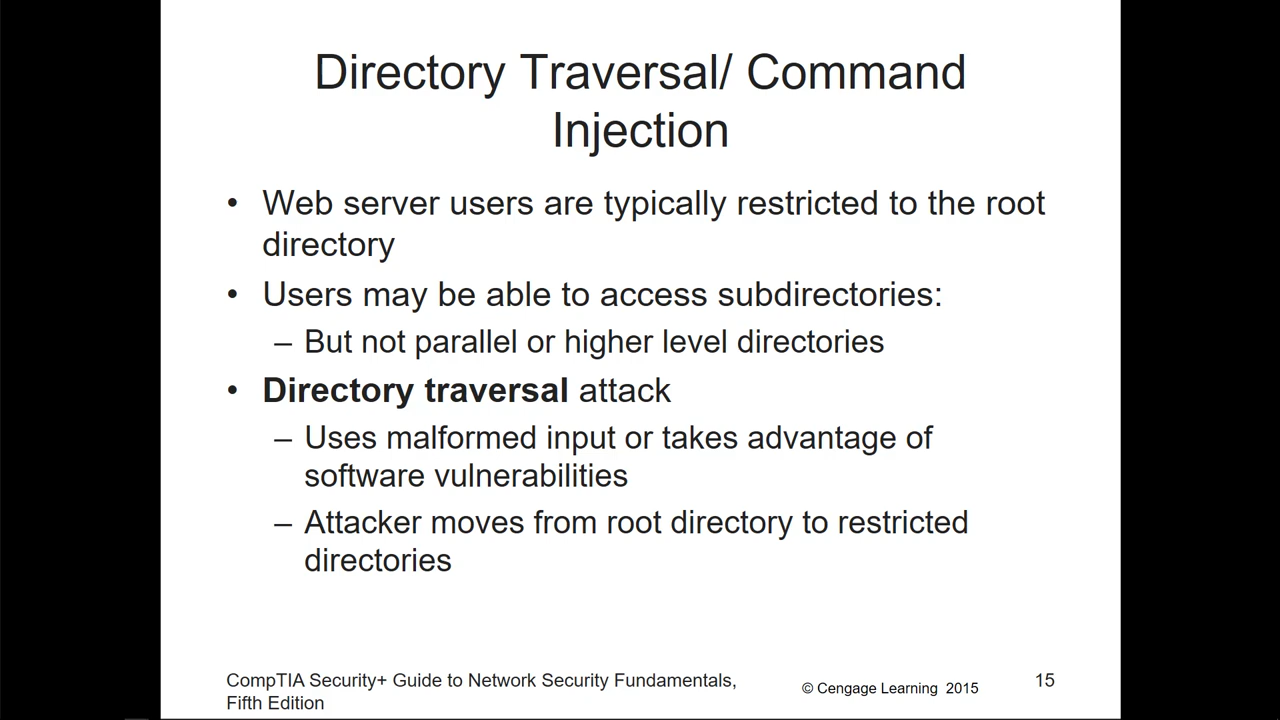 Directory Traversal/ Command
Injection
• Web server users are typically restricted to the root
directory
• Users may be able to access subdirectories:
– But not parallel or higher level directories
• Directory traversal attack
– Uses malformed input or takes advantage of
software vulnerabilities
– Attacker moves from root directory to restricted
directories
CompTIA Security+ Guide to Network Security Fundamentals,
Fifth Edition
© Cengage Learning 2015
15